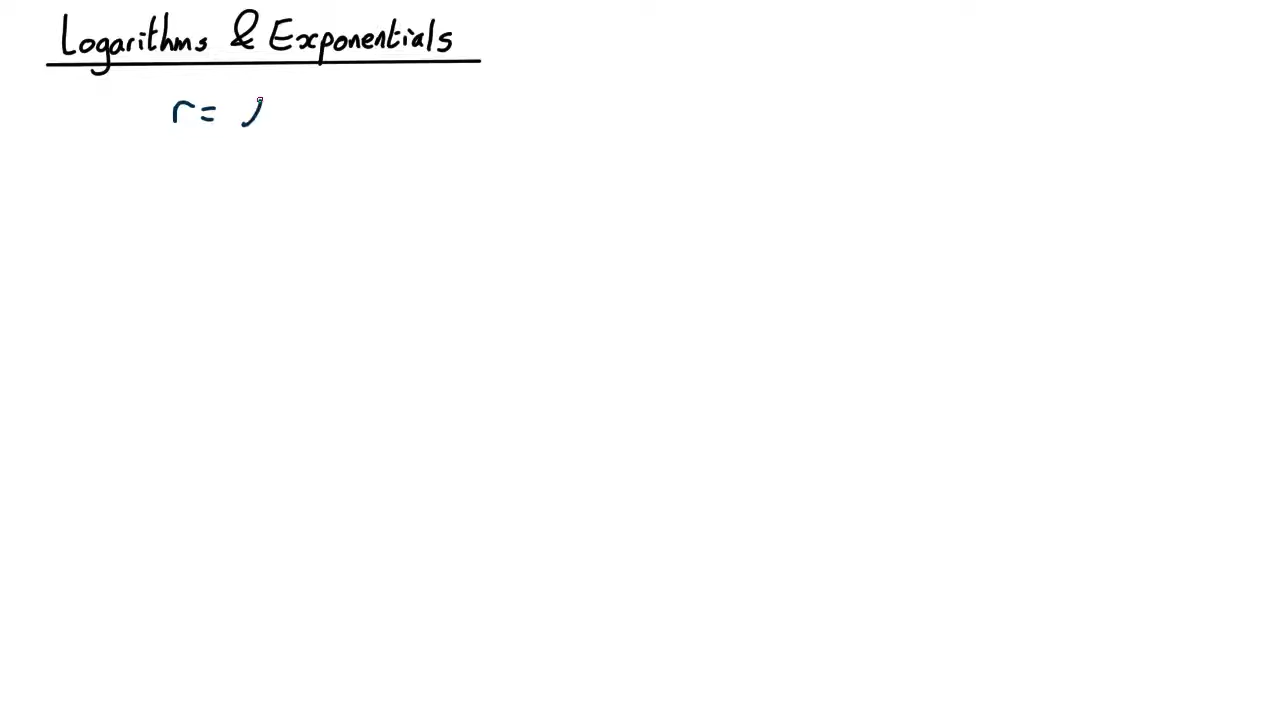 Logarithms & Exponentials
r =